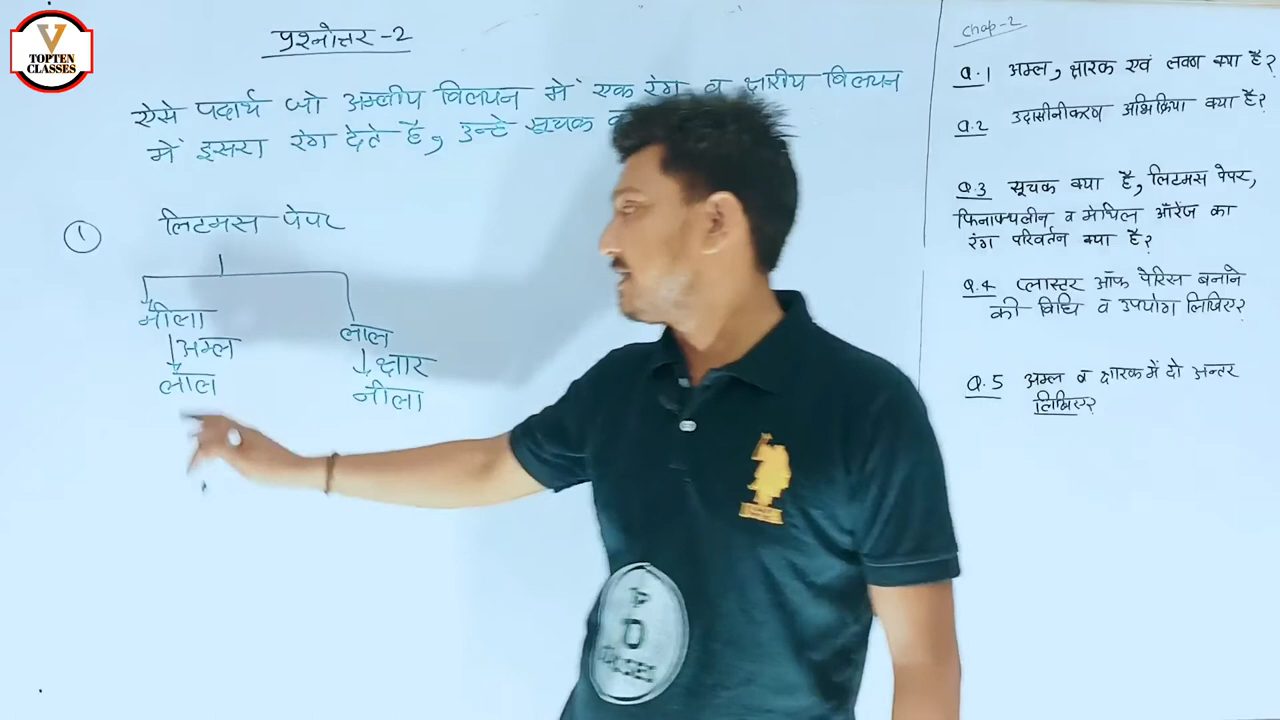 V
TOPTEN
CLASSES
प्रश्नोत्तर -2
ऐसे पदार्थ जो अम्लीय विलयन में एक रंग व क्षारीय विलयन
में दूसरा रंग देते है, उन्हे सूचक
① लिटमस पेपर
नीला
लाल
अम्ल
क्षार
लाल
नीला
Chap-2
Q.1 अम्ल, क्षारक एवं लवण क्या है?
Q.2 उदासीनीकरण अभिक्रिया क्या है?
Q.3 सूचक क्या है, लिटमस पेपर,
फिनाफ्थलीन व मेथिल ऑरेंज का
रंग परिवर्तन क्या है?
Q.4 प्लास्टर ऑफ पेरिस बनाने
की विधि व उपयोग लिखिए?
Q.5 अम्ल व क्षारक में दो अन्तर
लिखिए?